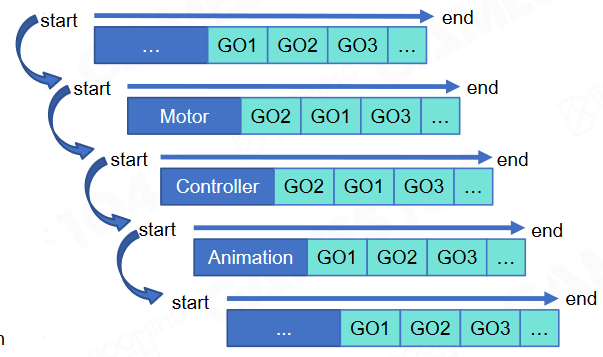 start end
... GO1 GO2 GO3 ...
start end
Motor GO2 GO1 GO3 ...
start end
Controller GO2 GO1 GO3 ...
start end
Animation GO1 GO2 GO3 ...
start end
... GO1 GO2 GO3 ...